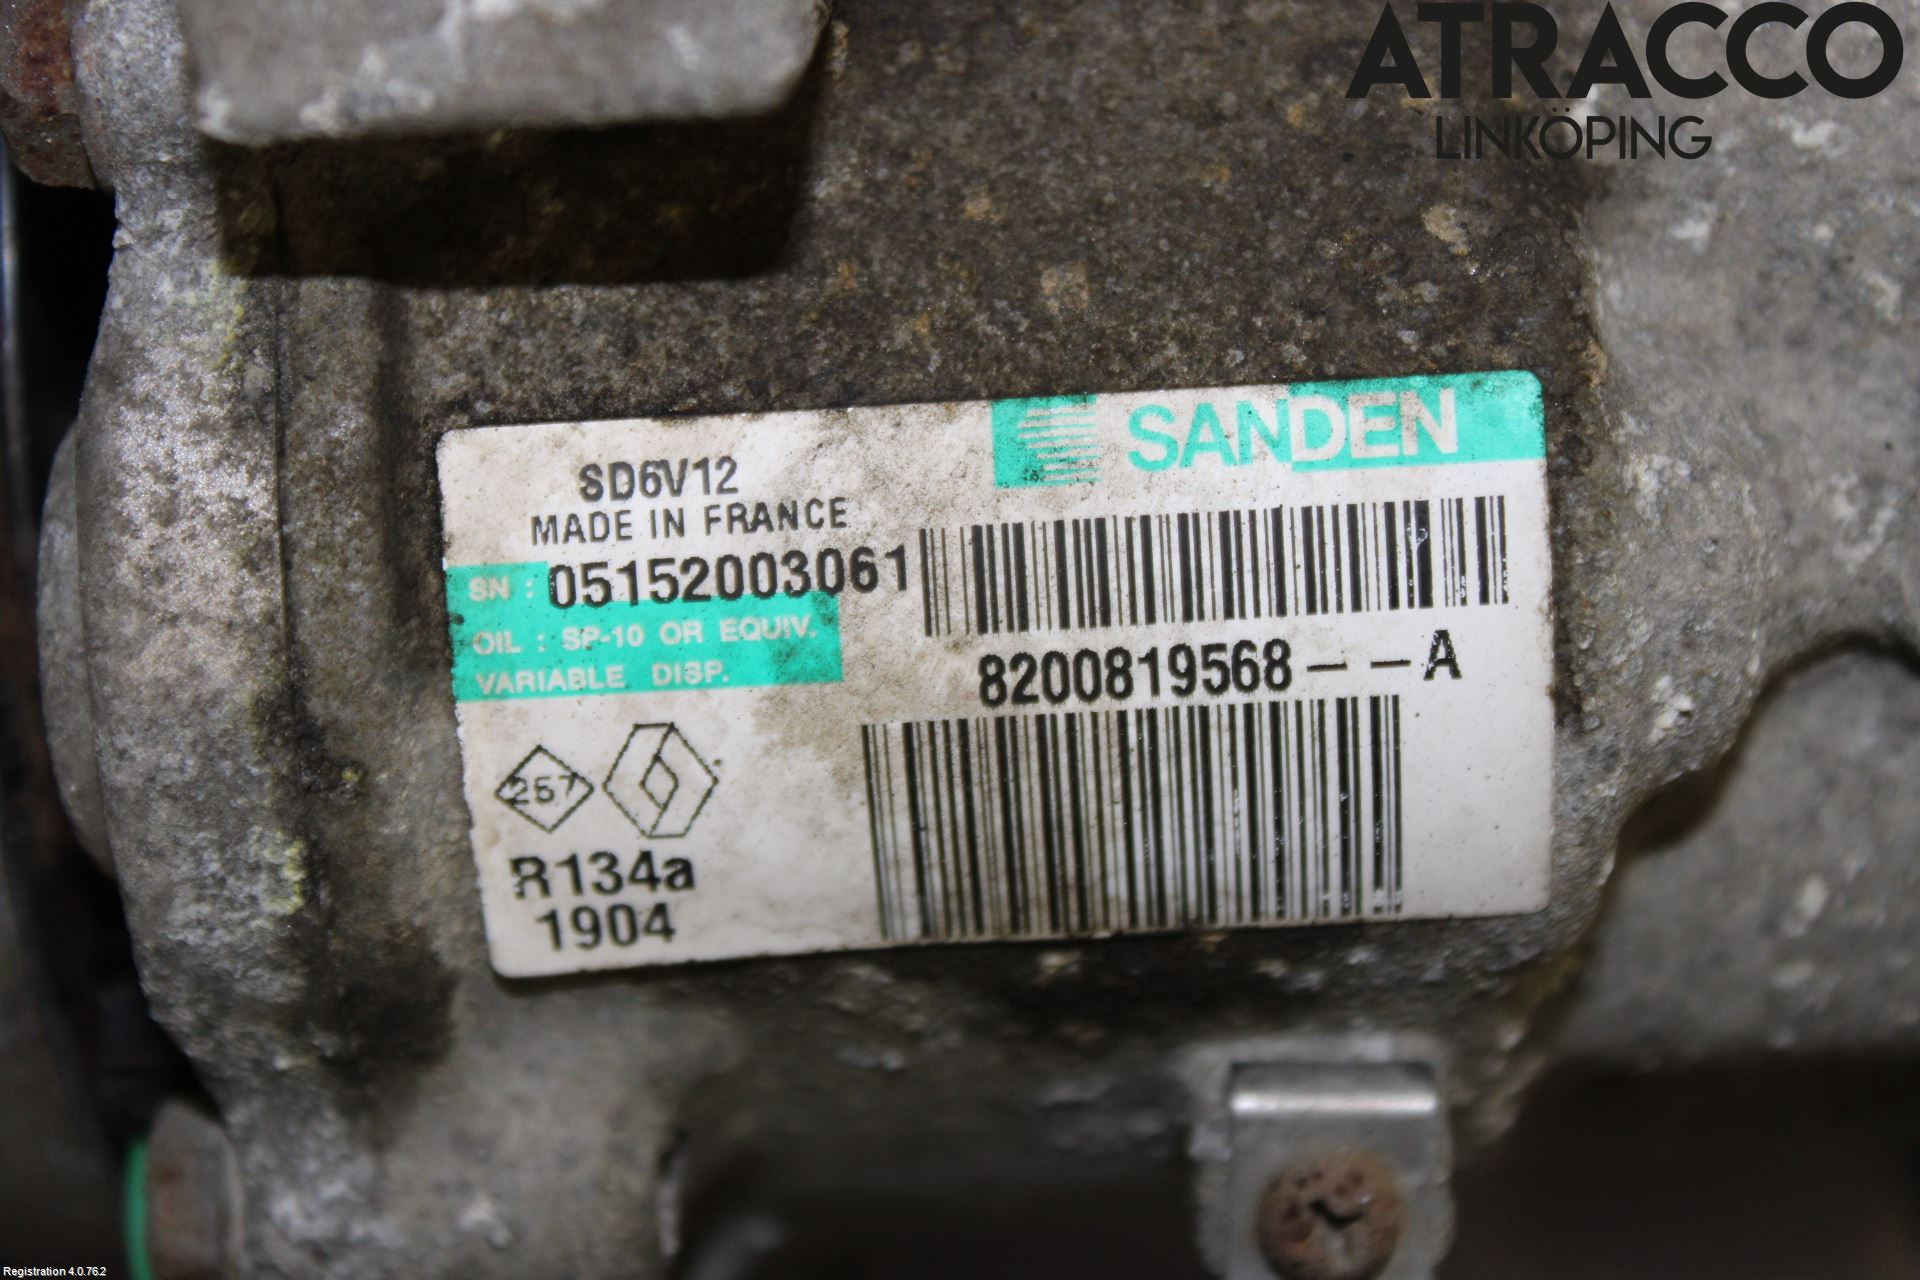 ATRACCO
LINKÖPING
SANDEN
SD6V12
MADE IN FRANCE
SN : 05152003061
OIL : SP-10 OR EQUIV.
VARIABLE DISP.
8200819568--A
257
R134a
1904
Registration 4.0.76.2